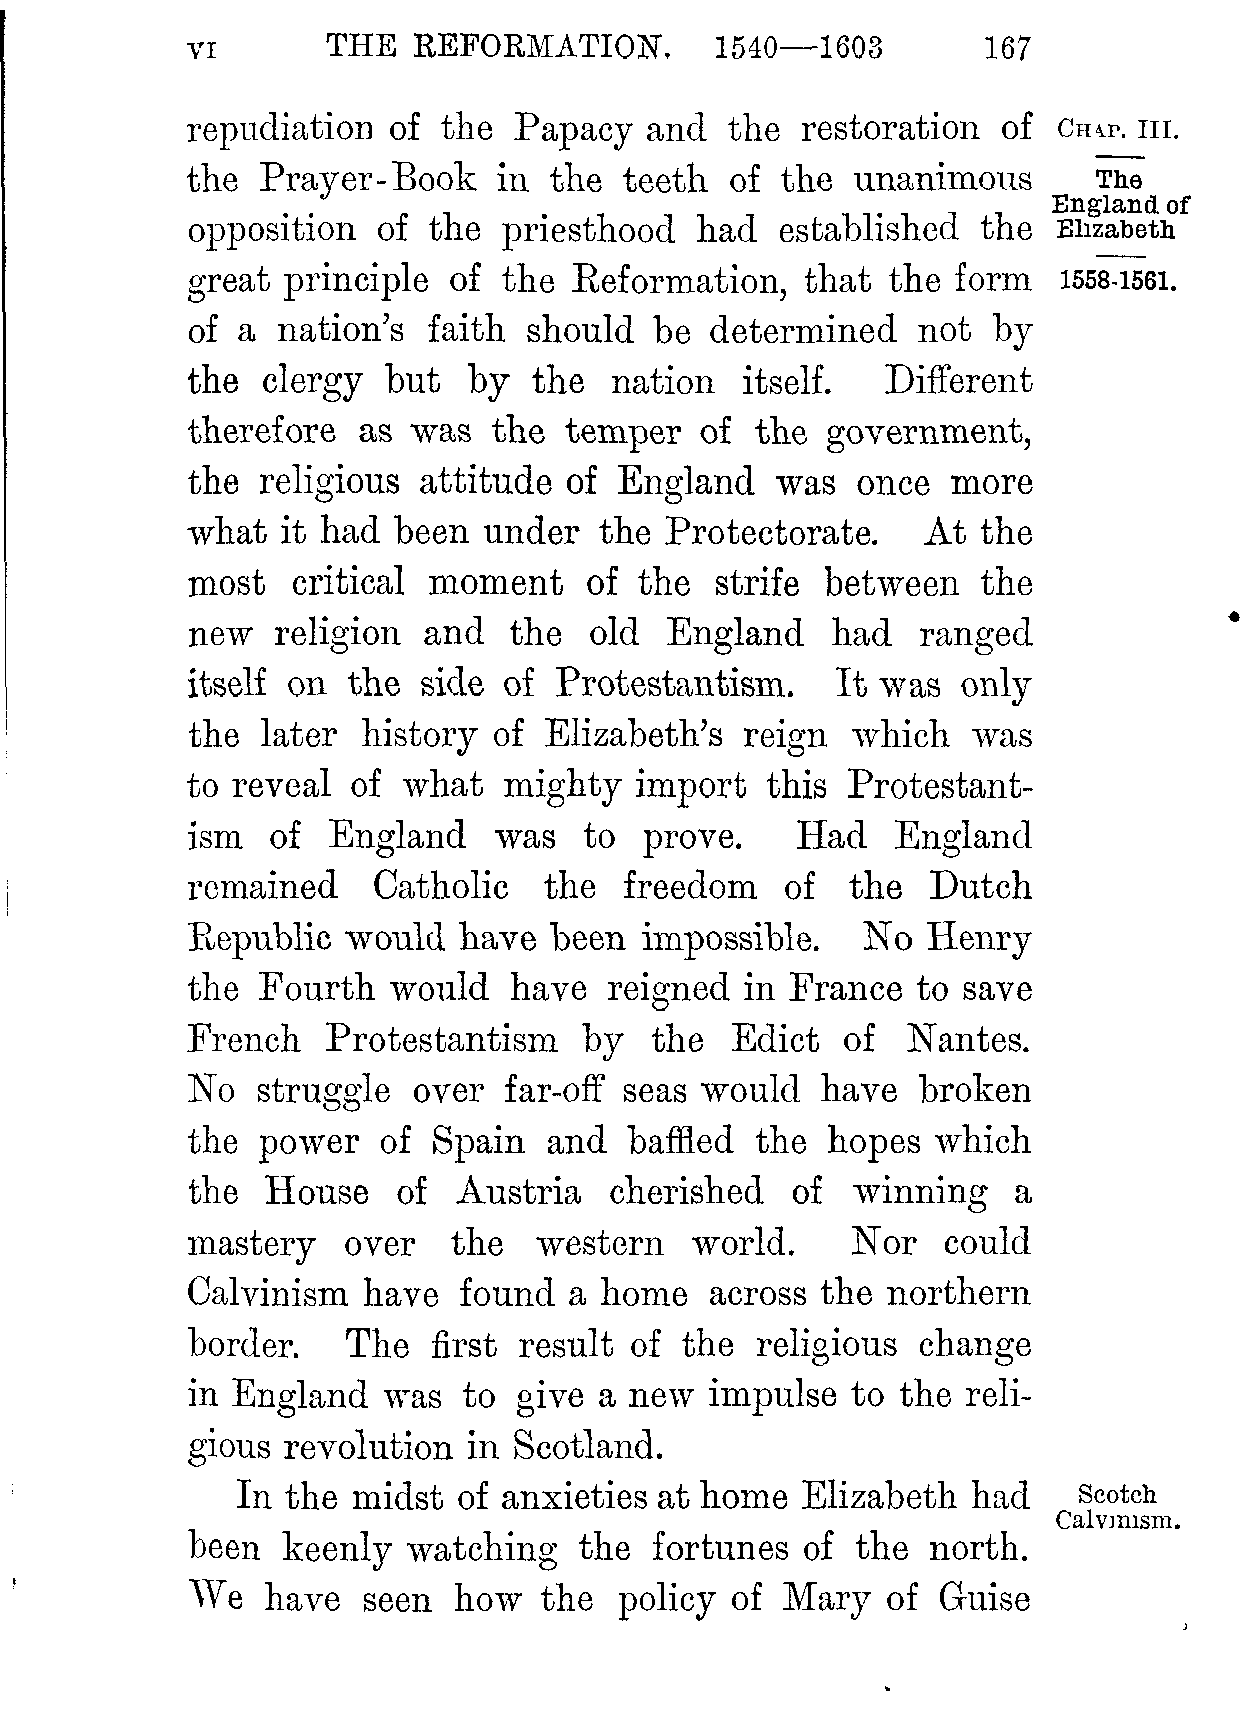 VI THE REFORMATION. 1540—1603 167
repudiation of the Papacy and the restoration of
the Prayer-Book in the teeth of the unanimous
opposition of the priesthood had established the
great principle of the Reformation, that the form
of a nation's faith should be determined not by
the clergy but by the nation itself. Different
therefore as was the temper of the government,
the religious attitude of England was once more
what it had been under the Protectorate. At the
most critical moment of the strife between the
new religion and the old England had ranged
itself on the side of Protestantism. It was only
the later history of Elizabeth's reign which was
to reveal of what mighty import this Protestant-
ism of England was to prove. Had England
remained Catholic the freedom of the Dutch
Republic would have been impossible. No Henry
the Fourth would have reigned in France to save
French Protestantism by the Edict of Nantes.
No struggle over far-off seas would have broken
the power of Spain and baffled the hopes which
the House of Austria cherished of winning a
mastery over the western world. Nor could
Calvinism have found a home across the northern
border. The first result of the religious change
in England was to give a new impulse to the reli-
gious revolution in Scotland.
In the midst of anxieties at home Elizabeth had
been keenly watching the fortunes of the north.
We have seen how the policy of Mary of Guise
CHAP. III.
The
England of
Elizabeth
1558-1561.
Scotch
Calvinism.